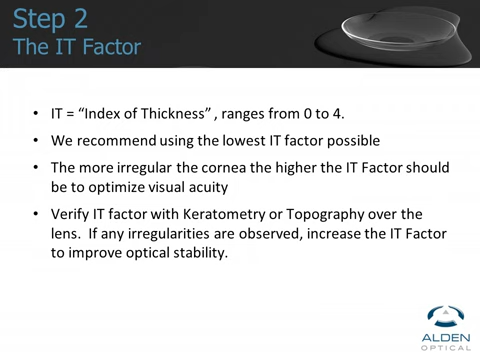 Step 2
The IT Factor
• IT = “Index of Thickness” , ranges from 0 to 4.
• We recommend using the lowest IT factor possible
• The more irregular the cornea the higher the IT Factor should
be to optimize visual acuity
• Verify IT factor with Keratometry or Topography over the
lens.  If any irregularities are observed, increase the IT Factor
to improve optical stability.
ALDEN
OPTICAL